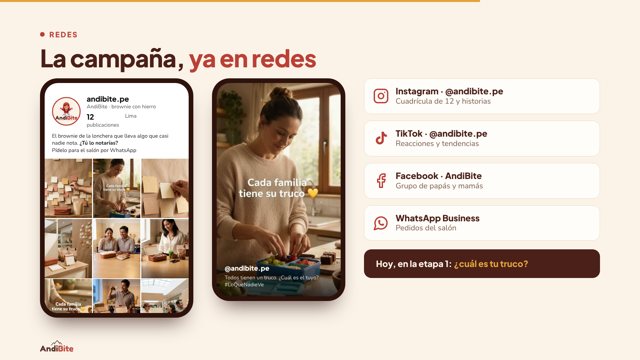 REDES
La campaña, ya en redes
AndiBite
andibite.pe
AndiBite · brownie con hierro
12
publicaciones
Lima
El brownie de la lonchera que lleva algo que casi
nadie nota. ¿Tú lo notarías?
Pídelo para el salón por WhatsApp
Cada familia
tiene su truco
Cada familia
tiene su truco 💛
@andibite.pe
Todos tienen un truco. ¿Cuál es el tuyo?
#LoQueNadieVe
Instagram · @andibite.pe
Cuadrícula de 12 y historias
TikTok · @andibite.pe
Reacciones y tendencias
Facebook · AndiBite
Grupo de papás y mamás
WhatsApp Business
Pedidos del salón
Hoy, en la etapa 1: ¿cuál es tu truco?
AndiBite